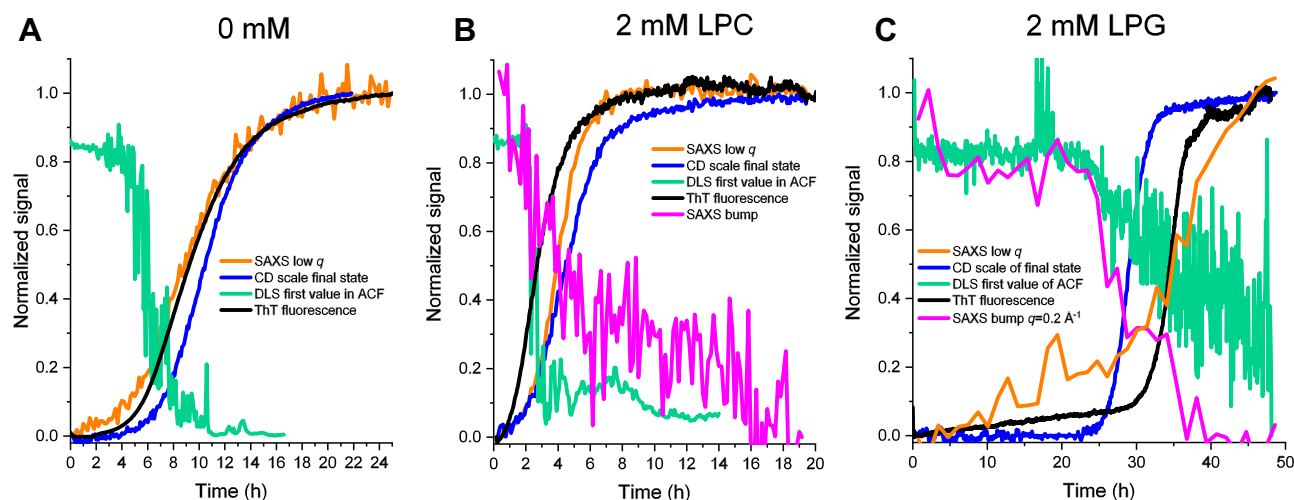 A
0 mM
Normalized signal
1.0
0.8
0.6
0.4
0.2
0.0
SAXS low q
CD scale final state
DLS first value in ACF
ThT fluorescence
0 2 4 6 8 10 12 14 16 18 20 22 24
Time (h)
B
2 mM LPC
Normalized signal
1.0
0.8
0.6
0.4
0.2
0.0
SAXS low q
CD scale final state
DLS first value in ACF
ThT fluorescence
SAXS bump
0 2 4 6 8 10 12 14 16 18 20
Time (h)
C
2 mM LPG
Normalized signal
1.0
0.8
0.6
0.4
0.2
0.0
SAXS low q
CD scale of final state
DLS first value of ACF
ThT fluorescence
SAXS bump q=0.2 Å⁻¹
0 10 20 30 40 50
Time (h)